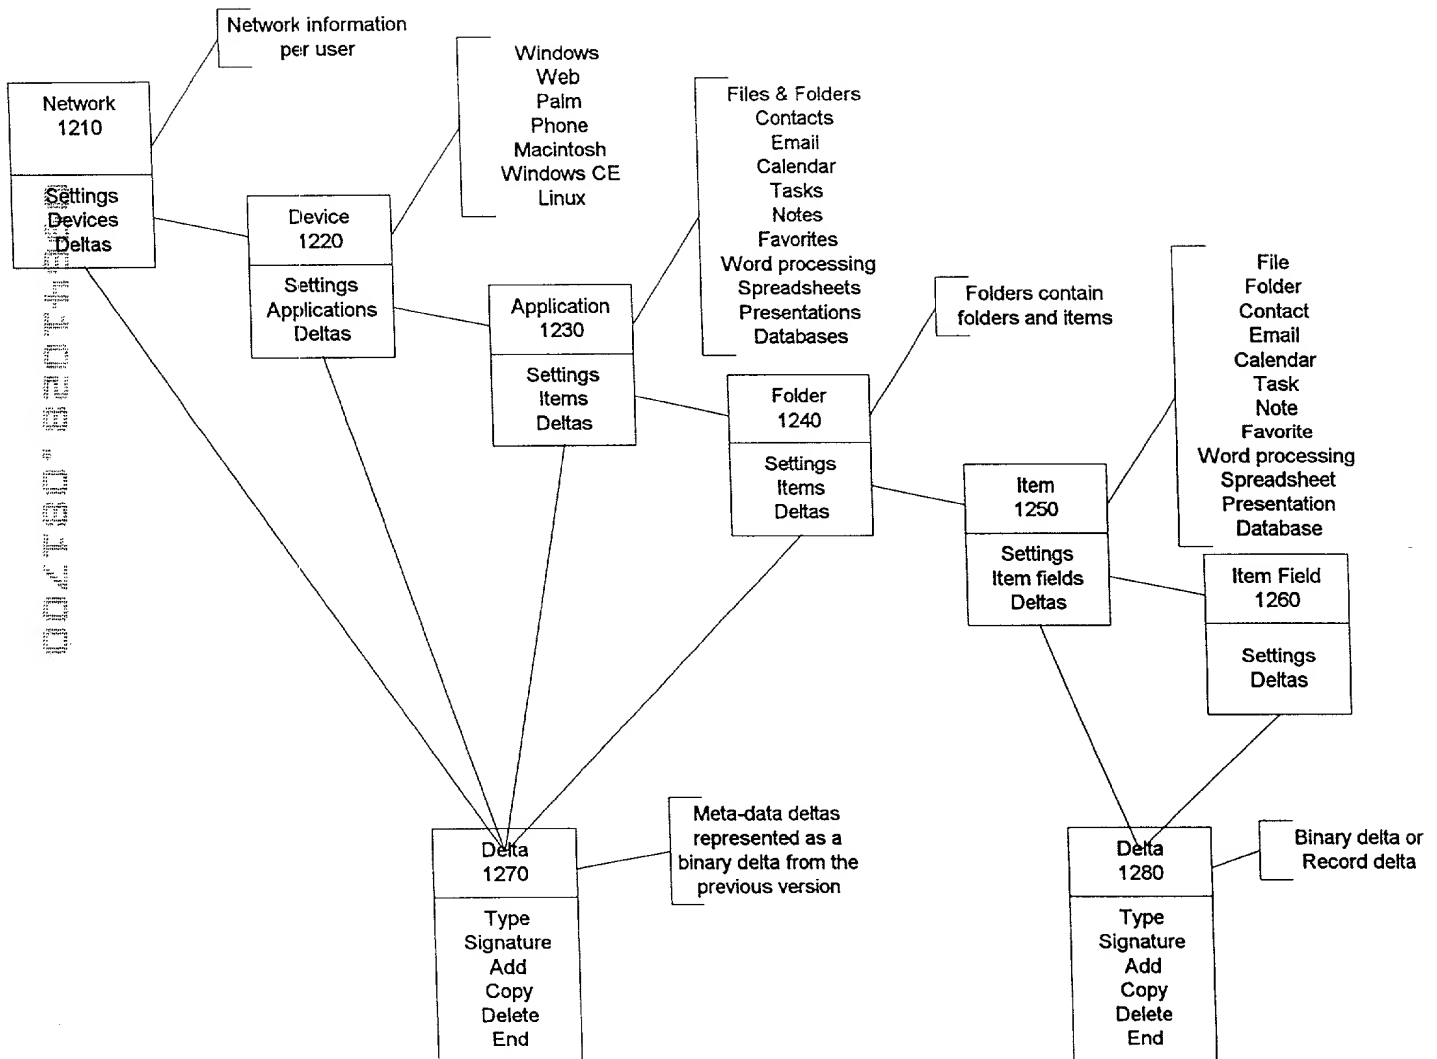 Network information
per user
Network
1210
Settings
Devices
Deltas
Windows
Web
Palm
Phone
Macintosh
Windows CE
Linux
Device
1220
Settings
Applications
Deltas
Files & Folders
Contacts
Email
Calendar
Tasks
Notes
Favorites
Word processing
Spreadsheets
Presentations
Databases
Application
1230
Settings
Items
Deltas
Folders contain
folders and items
Folder
1240
Settings
Items
Deltas
File
Folder
Contact
Email
Calendar
Task
Note
Favorite
Word processing
Spreadsheet
Presentation
Database
Item
1250
Settings
Item fields
Deltas
Item Field
1260
Settings
Deltas
Meta-data deltas
represented as a
binary delta from the
previous version
Delta
1270
Type
Signature
Add
Copy
Delete
End
Binary delta or
Record delta
Delta
1280
Type
Signature
Add
Copy
Delete
End